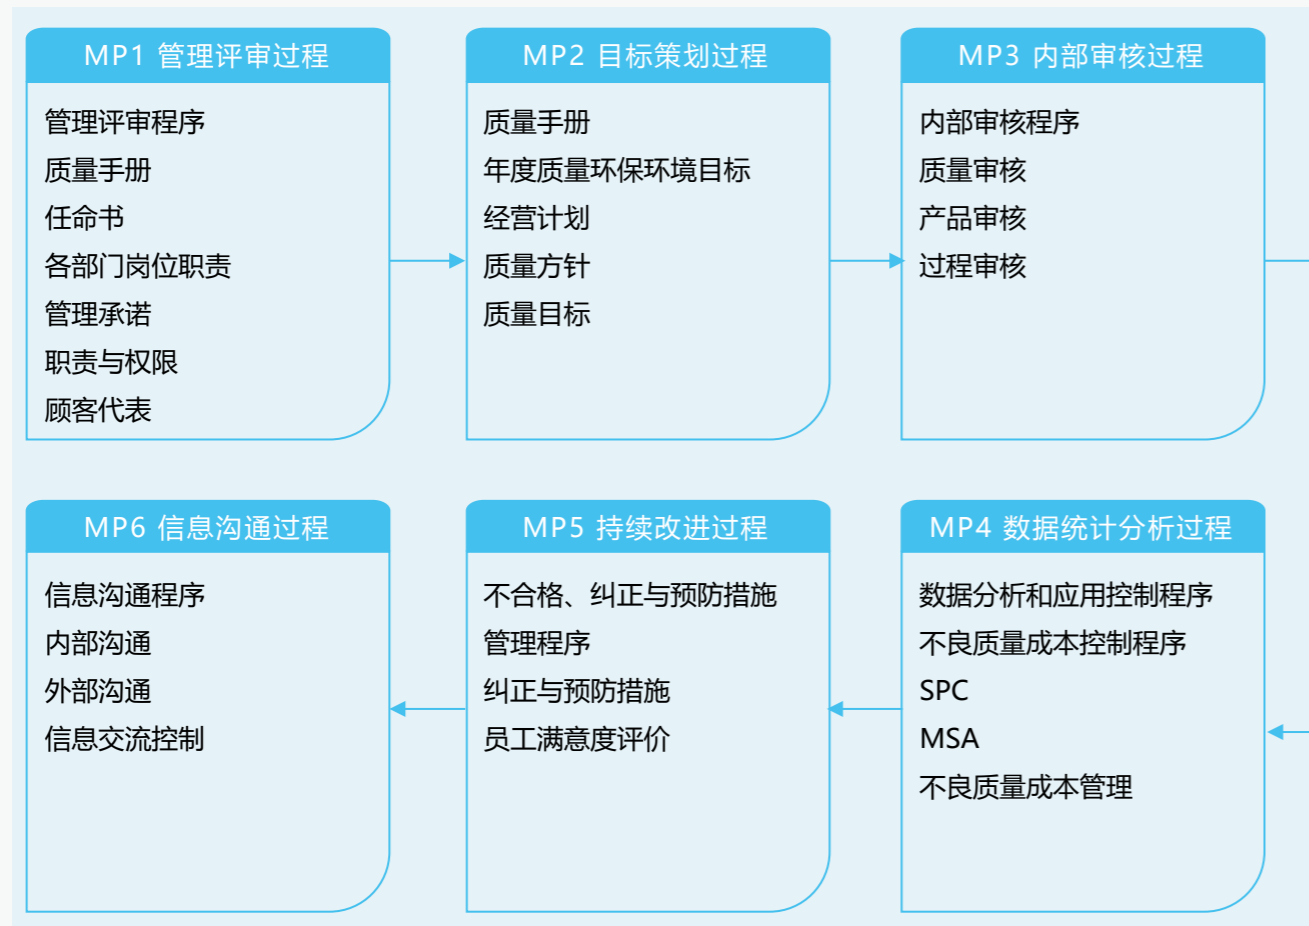 MP1 管理评审过程
管理评审程序
质量手册
任命书
各部门岗位职责
管理承诺
职责与权限
顾客代表
MP2 目标策划过程
质量手册
年度质量环保环境目标
经营计划
质量方针
质量目标
MP3 内部审核过程
内部审核程序
质量审核
产品审核
过程审核
MP6 信息沟通过程
信息沟通程序
内部沟通
外部沟通
信息交流控制
MP5 持续改进过程
不合格、纠正与预防措施
管理程序
纠正与预防措施
员工满意度评价
MP4 数据统计分析过程
数据分析和应用控制程序
不良质量成本控制程序
SPC
MSA
不良质量成本管理